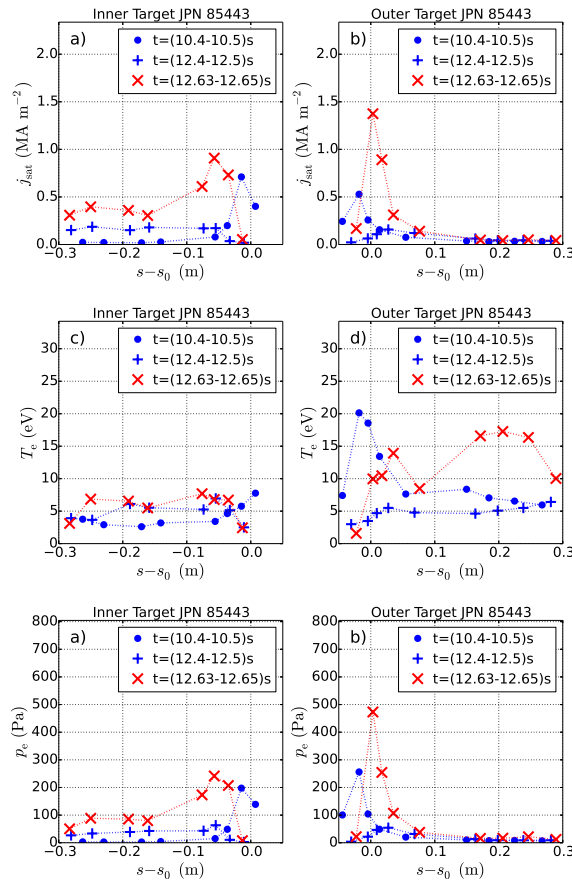 Inner Target JPN 85443
a)
t=(10.4-10.5)s
t=(12.4-12.5)s
t=(12.63-12.65)s
2.0
1.5
1.0
0.5
0.0
j_sat (MA m⁻²)
−0.3 −0.2 −0.1 0.0
s−s₀ (m)
Outer Target JPN 85443
b)
t=(10.4-10.5)s
t=(12.4-12.5)s
t=(12.63-12.65)s
2.0
1.5
1.0
0.5
0.0
j_sat (MA m⁻²)
0.0 0.1 0.2 0.3
s−s₀ (m)
Inner Target JPN 85443
c)
t=(10.4-10.5)s
t=(12.4-12.5)s
t=(12.63-12.65)s
30
25
20
15
10
5
0
T_e (eV)
−0.3 −0.2 −0.1 0.0
s−s₀ (m)
Outer Target JPN 85443
d)
t=(10.4-10.5)s
t=(12.4-12.5)s
t=(12.63-12.65)s
30
25
20
15
10
5
0
T_e (eV)
0.0 0.1 0.2 0.3
s−s₀ (m)
Inner Target JPN 85443
a)
t=(10.4-10.5)s
t=(12.4-12.5)s
t=(12.63-12.65)s
800
700
600
500
400
300
200
100
0
p_e (Pa)
−0.3 −0.2 −0.1 0.0
s−s₀ (m)
Outer Target JPN 85443
b)
t=(10.4-10.5)s
t=(12.4-12.5)s
t=(12.63-12.65)s
800
700
600
500
400
300
200
100
0
p_e (Pa)
0.0 0.1 0.2 0.3
s−s₀ (m)